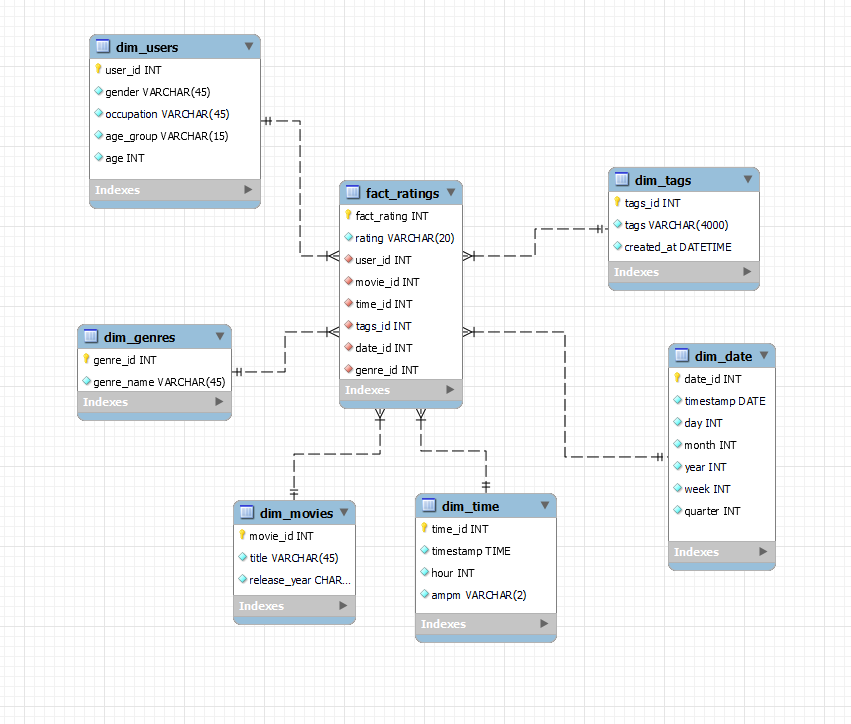 dim_users
user_id INT
gender VARCHAR(45)
occupation VARCHAR(45)
age_group VARCHAR(15)
age INT
Indexes
fact_ratings
fact_rating INT
rating VARCHAR(20)
user_id INT
movie_id INT
time_id INT
tags_id INT
date_id INT
genre_id INT
Indexes
dim_tags
tags_id INT
tags VARCHAR(4000)
created_at DATETIME
Indexes
dim_genres
genre_id INT
genre_name VARCHAR(45)
Indexes
dim_date
date_id INT
timestamp DATE
day INT
month INT
year INT
week INT
quarter INT
Indexes
dim_movies
movie_id INT
title VARCHAR(45)
release_year CHAR...
Indexes
dim_time
time_id INT
timestamp TIME
hour INT
ampm VARCHAR(2)
Indexes